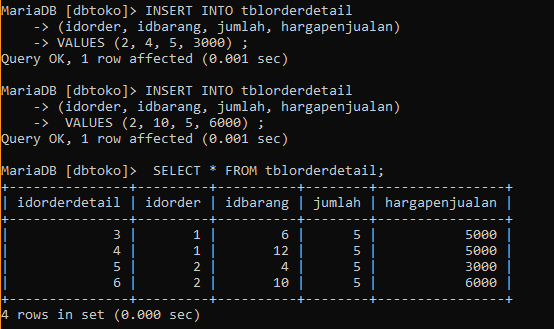 MariaDB [dbtoko]> INSERT INTO tblorderdetail
    -> (idorder, idbarang, jumlah, hargapenjualan)
    -> VALUES (2, 4, 5, 3000) ;
Query OK, 1 row affected (0.001 sec)

MariaDB [dbtoko]> INSERT INTO tblorderdetail
    -> (idorder, idbarang, jumlah, hargapenjualan)
    ->  VALUES (2, 10, 5, 6000) ;
Query OK, 1 row affected (0.001 sec)

MariaDB [dbtoko]>  SELECT * FROM tblorderdetail;
+---------------+---------+----------+--------+----------------+
| idorderdetail | idorder | idbarang | jumlah | hargapenjualan |
+---------------+---------+----------+--------+----------------+
|             3 |       1 |        6 |      5 |           5000 |
|             4 |       1 |       12 |      5 |           5000 |
|             5 |       2 |        4 |      5 |           3000 |
|             6 |       2 |       10 |      5 |           6000 |
+---------------+---------+----------+--------+----------------+
4 rows in set (0.000 sec)